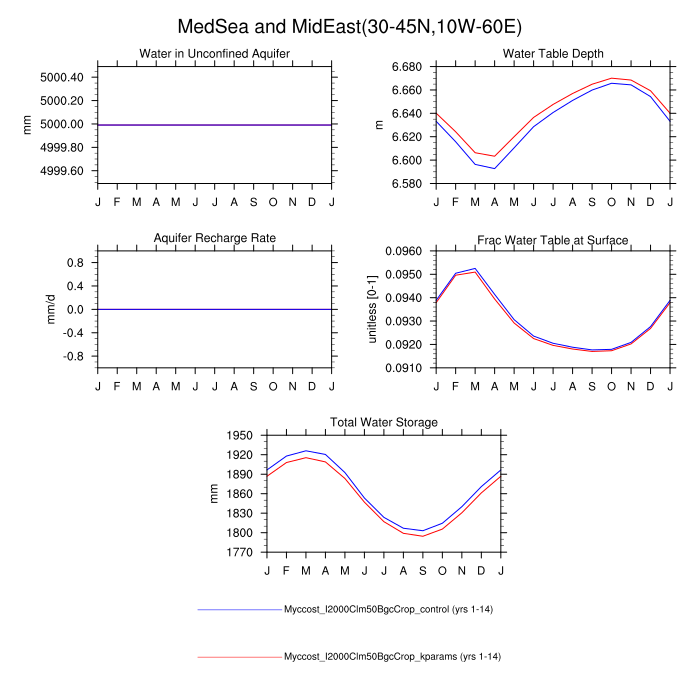 MedSea and MidEast(30-45N,10W-60E)
Water in Unconfined Aquifer
mm
5000.40
5000.20
5000.00
4999.80
4999.60
J F M A M J J A S O N D J
Water Table Depth
m
6.680
6.660
6.640
6.620
6.600
6.580
J F M A M J J A S O N D J
Aquifer Recharge Rate
mm/d
0.8
0.4
0.0
-0.4
-0.8
J F M A M J J A S O N D J
Frac Water Table at Surface
unitless [0-1]
0.0960
0.0950
0.0940
0.0930
0.0920
0.0910
J F M A M J J A S O N D J
Total Water Storage
mm
1950
1920
1890
1860
1830
1800
1770
J F M A M J J A S O N D J
Myccost_I2000Clm50BgcCrop_control (yrs 1-14)
Myccost_I2000Clm50BgcCrop_kparams (yrs 1-14)